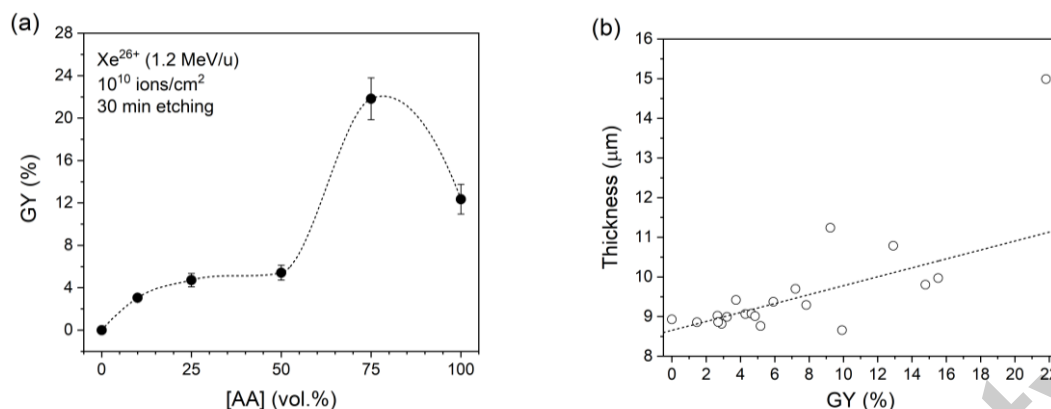 (a)
Xe26+ (1.2 MeV/u)
10^10 ions/cm2
30 min etching
GY (%)
28
24
20
16
12
8
4
0
0 25 50 75 100
[AA] (vol.%)
(b)
Thickness (μm)
16
15
14
13
12
11
10
9
8
0 2 4 6 8 10 12 14 16 18 20 22
GY (%)